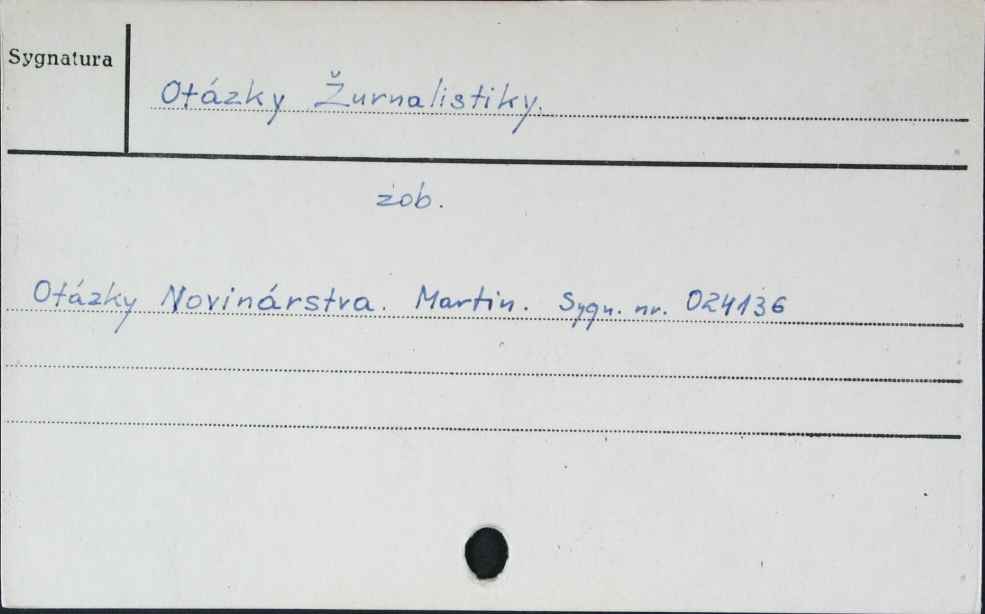 Sygnatura
Otázky Žurnalistiky.
zob.
Otázky Novinárstva. Martin. Sygn. nr. 024136